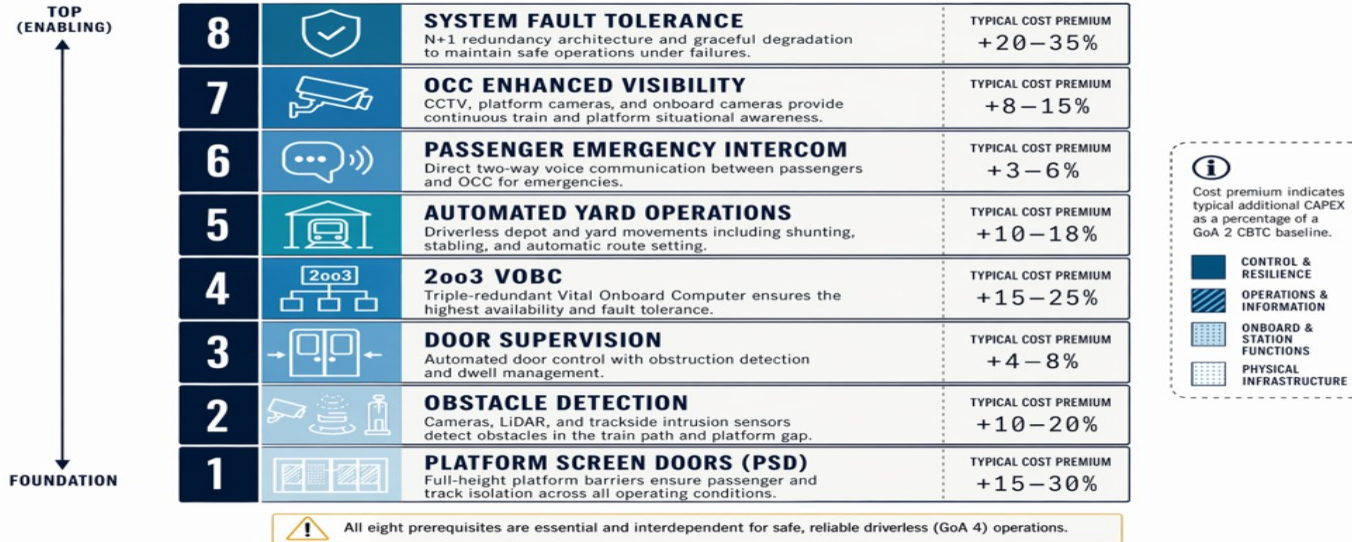 TOP
(ENABLING)
8
SYSTEM FAULT TOLERANCE
N+1 redundancy architecture and graceful degradation
to maintain safe operations under failures.
TYPICAL COST PREMIUM
+20–35%
7
OCC ENHANCED VISIBILITY
CCTV, platform cameras, and onboard cameras provide
continuous train and platform situational awareness.
TYPICAL COST PREMIUM
+8–15%
6
PASSENGER EMERGENCY INTERCOM
Direct two-way voice communication between passengers
and OCC for emergencies.
TYPICAL COST PREMIUM
+3–6%
5
AUTOMATED YARD OPERATIONS
Driverless depot and yard movements including shunting,
stabling, and automatic route setting.
TYPICAL COST PREMIUM
+10–18%
4
2oo3
2oo3 VOBC
Triple-redundant Vital Onboard Computer ensures the
highest availability and fault tolerance.
TYPICAL COST PREMIUM
+15–25%
3
DOOR SUPERVISION
Automated door control with obstruction detection
and dwell management.
TYPICAL COST PREMIUM
+4–8%
2
OBSTACLE DETECTION
Cameras, LiDAR, and trackside intrusion sensors
detect obstacles in the train path and platform gap.
TYPICAL COST PREMIUM
+10–20%
1
PLATFORM SCREEN DOORS (PSD)
Full-height platform barriers ensure passenger and
track isolation across all operating conditions.
TYPICAL COST PREMIUM
+15–30%
FOUNDATION
All eight prerequisites are essential and interdependent for safe, reliable driverless (GoA 4) operations.
Cost premium indicates
typical additional CAPEX
as a percentage of a
GoA 2 CBTC baseline.
CONTROL &
RESILIENCE
OPERATIONS &
INFORMATION
ONBOARD &
STATION
FUNCTIONS
PHYSICAL
INFRASTRUCTURE